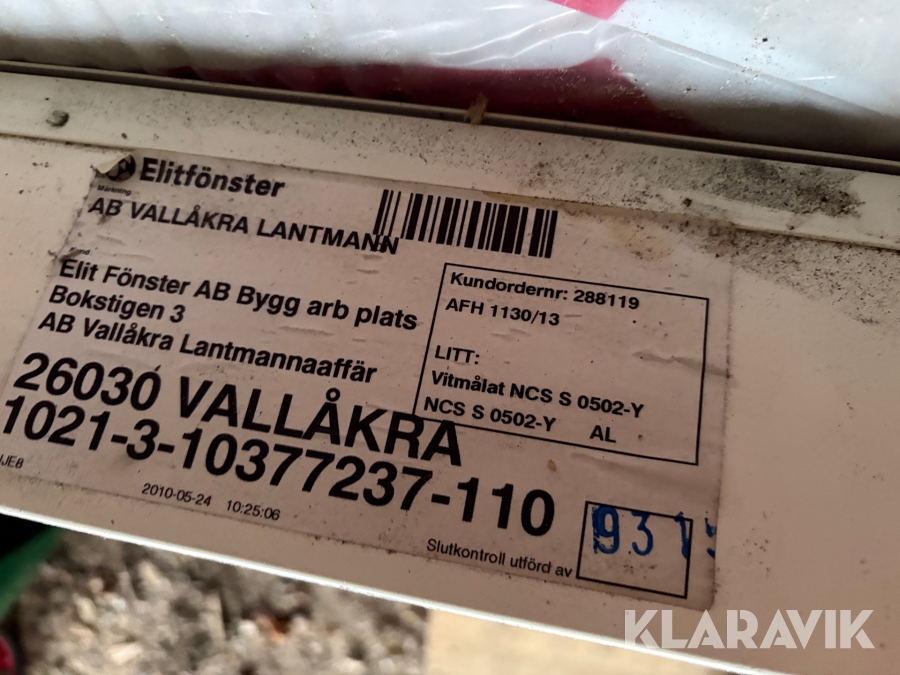 Elitfönster
Märkning
AB VALLÅKRA LANTMANN
Elit Fönster AB Bygg arb plats
Bokstigen 3
AB Vallåkra Lantmannaaffär
26030 VALLÅKRA
1021-3-10377237-110
2010-05-24 10:25:06
Kundordernr: 288119
AFH 1130/13
LITT:
Vitmålat NCS S 0502-Y
NCS S 0502-Y AL
Slutkontroll utförd av
931
KLARAVIK